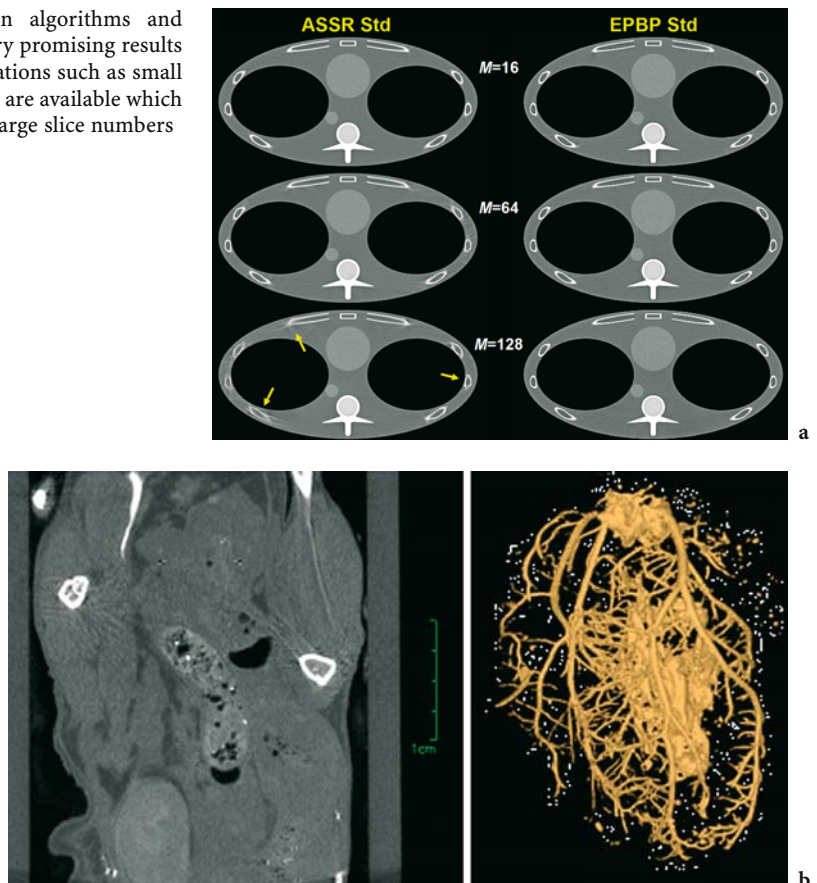 n algorithms and
ry promising results
ations such as small
are available which
arge slice numbers
ASSR Std
EPBP Std
M=16
M=64
M=128
a
1cm
b